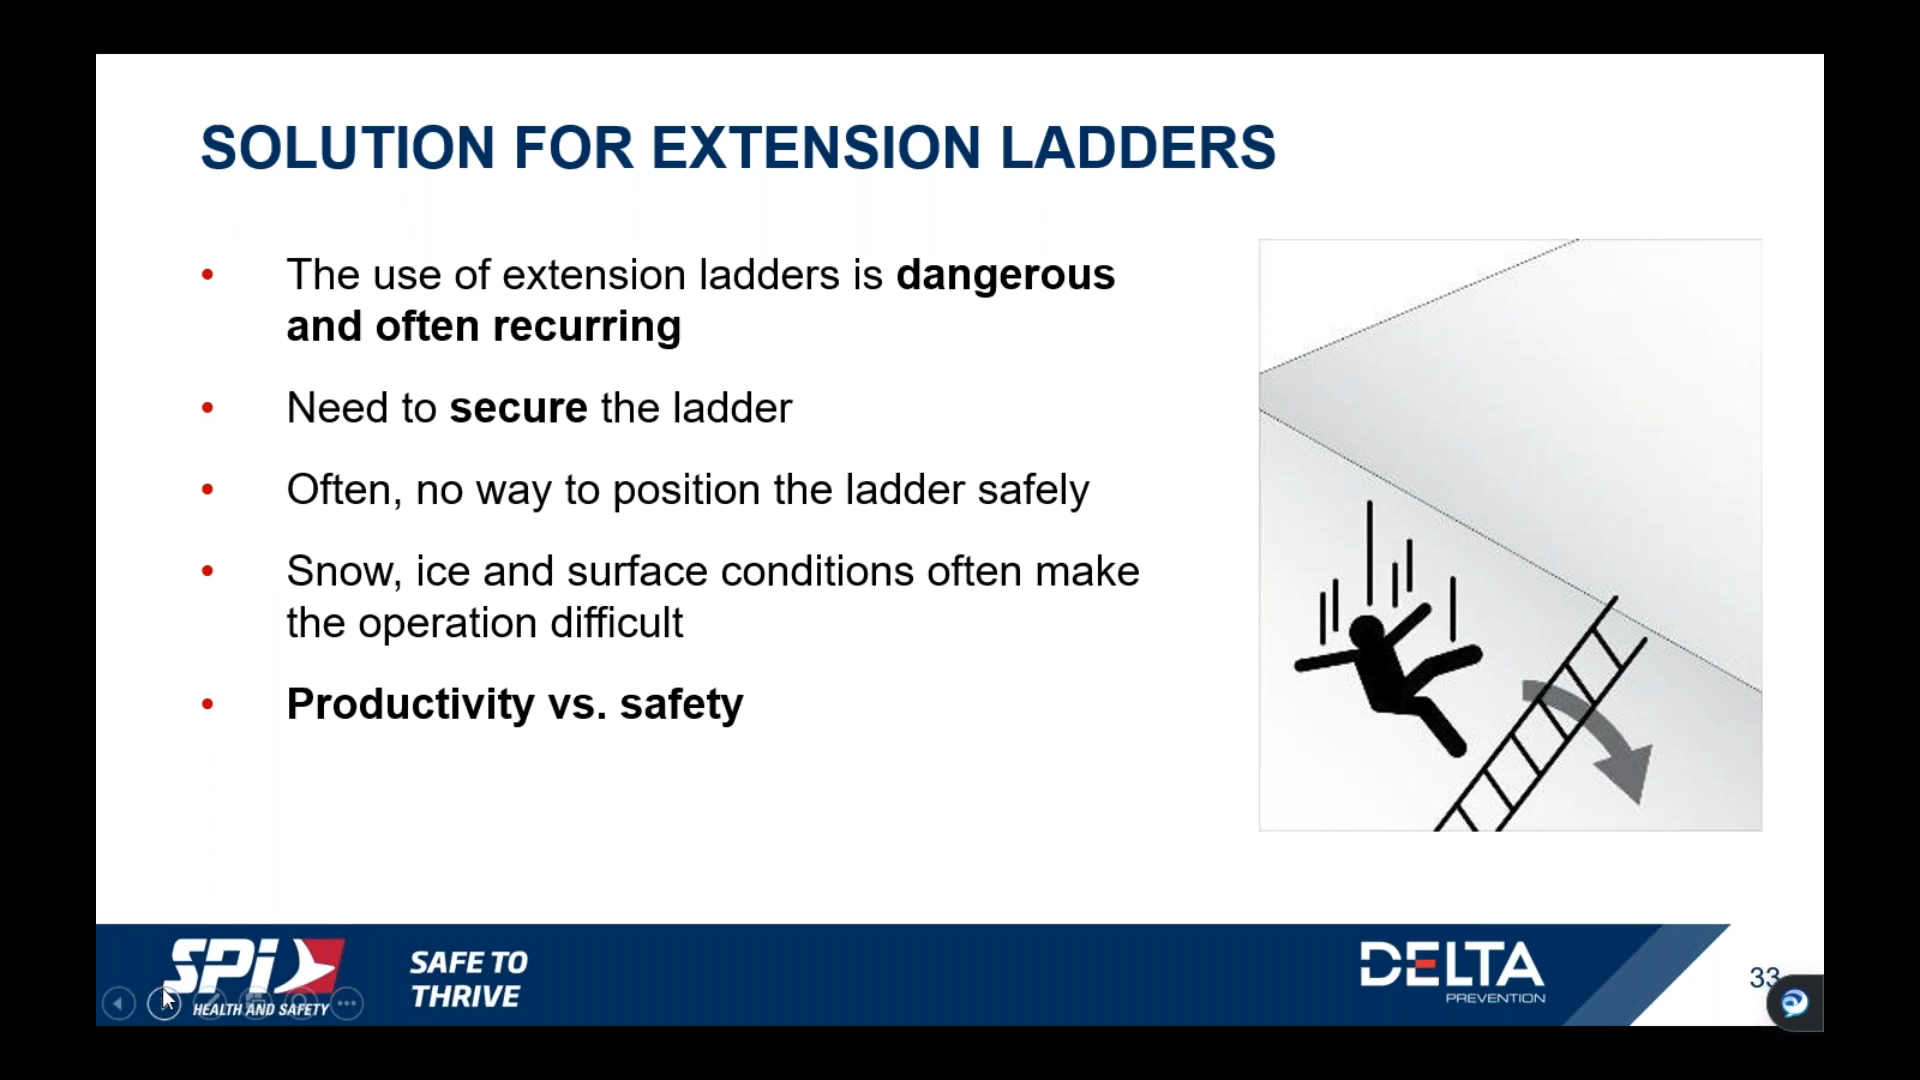 SOLUTION FOR EXTENSION LADDERS
• The use of extension ladders is dangerous
and often recurring
• Need to secure the ladder
• Often, no way to position the ladder safely
• Snow, ice and surface conditions often make
the operation difficult
• Productivity vs. safety
SPi
HEALTH AND SAFETY
SAFE TO
THRIVE
DELTA
PREVENTION
33